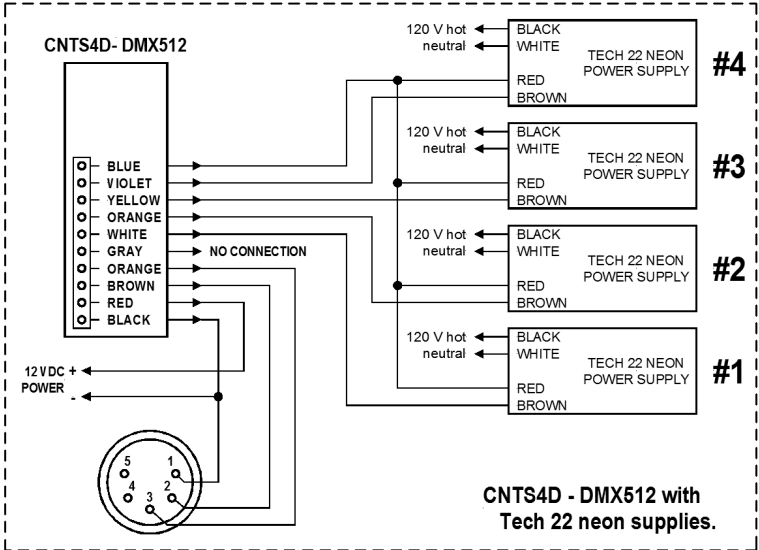 CNTS4D- DMX512
BLUE
VIOLET
YELLOW
ORANGE
WHITE
GRAY
NO CONNECTION
ORANGE
BROWN
RED
BLACK
12 VDC +
POWER
-
5
1
4
2
3
120 V hot
BLACK
neutral
WHITE
TECH 22 NEON
POWER SUPPLY
RED
BROWN
#4
120 V hot
BLACK
neutral
WHITE
TECH 22 NEON
POWER SUPPLY
RED
BROWN
#3
120 V hot
BLACK
neutral
WHITE
TECH 22 NEON
POWER SUPPLY
RED
BROWN
#2
120 V hot
BLACK
neutral
WHITE
TECH 22 NEON
POWER SUPPLY
RED
BROWN
#1
CNTS4D - DMX512 with
Tech 22 neon supplies.